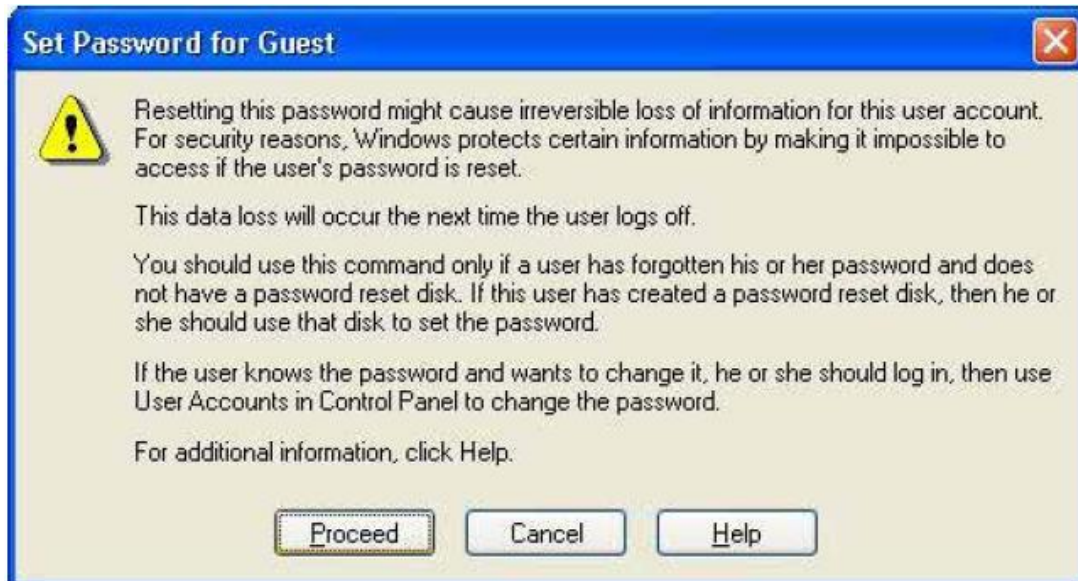 Set Password for Guest
Resetting this password might cause irreversible loss of information for this user account.
For security reasons, Windows protects certain information by making it impossible to
access if the user's password is reset.
This data loss will occur the next time the user logs off.
You should use this command only if a user has forgotten his or her password and does
not have a password reset disk. If this user has created a password reset disk, then he or
she should use that disk to set the password.
If the user knows the password and wants to change it, he or she should log in, then use
User Accounts in Control Panel to change the password.
For additional information, click Help.
Proceed Cancel Help